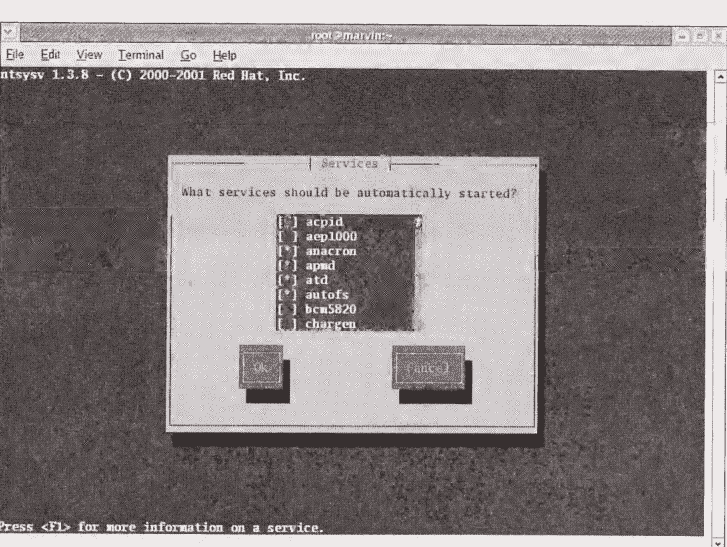 root@marvin:~
File Edit View Terminal Go Help
ntsysv 1.3.8 - (C) 2000-2001 Red Hat, Inc.
Services
What services should be automatically started?
[*] acpid
[ ] aep1000
[*] anacron
[*] apmd
[*] atd
[*] autofs
[ ] bcm5820
[ ] chargen
Ok Cancel
Press <F1> for more information on a service.